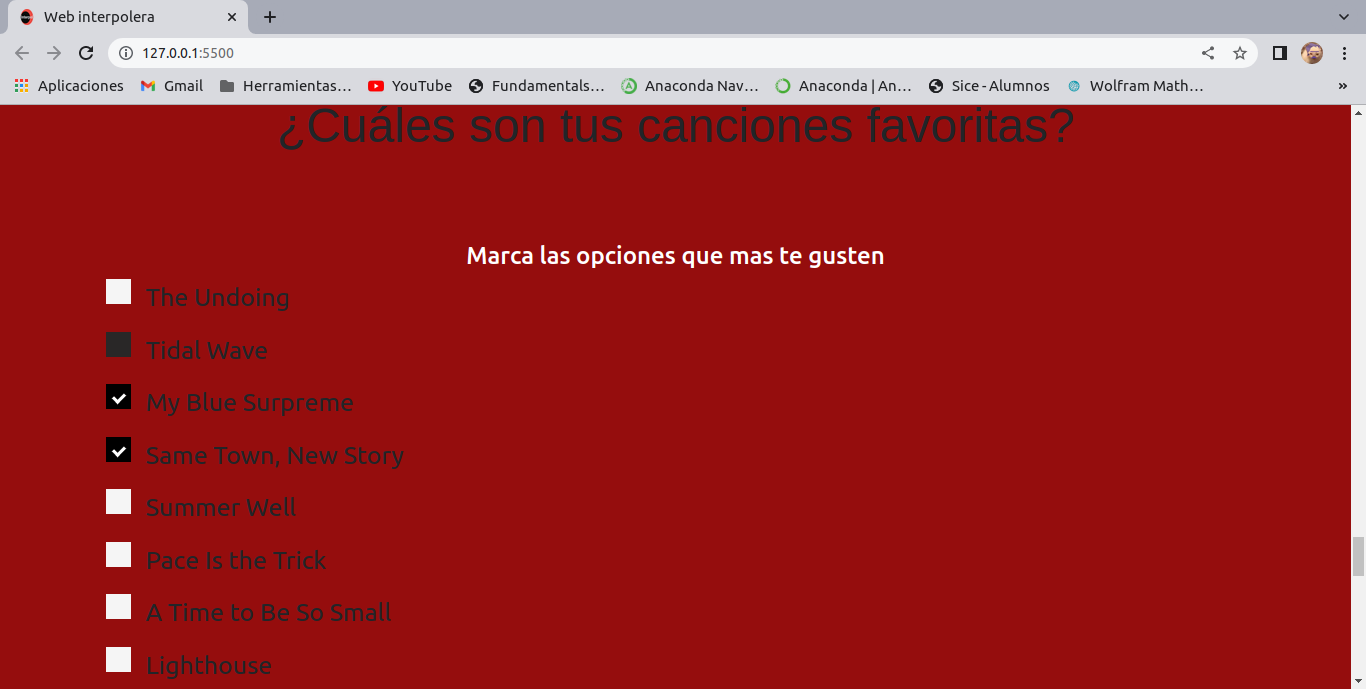 Web interpolera
127.0.0.1:5500
Aplicaciones Gmail Herramientas… YouTube Fundamentals… Anaconda Nav… Anaconda | An… Sice - Alumnos Wolfram Math… »
¿Cuáles son tus canciones favoritas?
Marca las opciones que mas te gusten
The Undoing
Tidal Wave
My Blue Surpreme
Same Town, New Story
Summer Well
Pace Is the Trick
A Time to Be So Small
Lighthouse